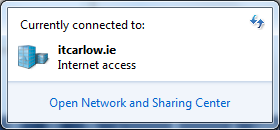 Currently connected to:
itcarlow.ie
Internet access
Open Network and Sharing Center